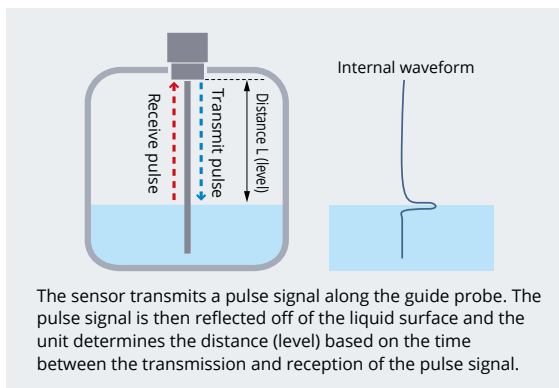 Internal waveform
Receive pulse
Transmit pulse
Distance L (level)
The sensor transmits a pulse signal along the guide probe. The
pulse signal is then reflected off of the liquid surface and the
unit determines the distance (level) based on the time
between the transmission and reception of the pulse signal.